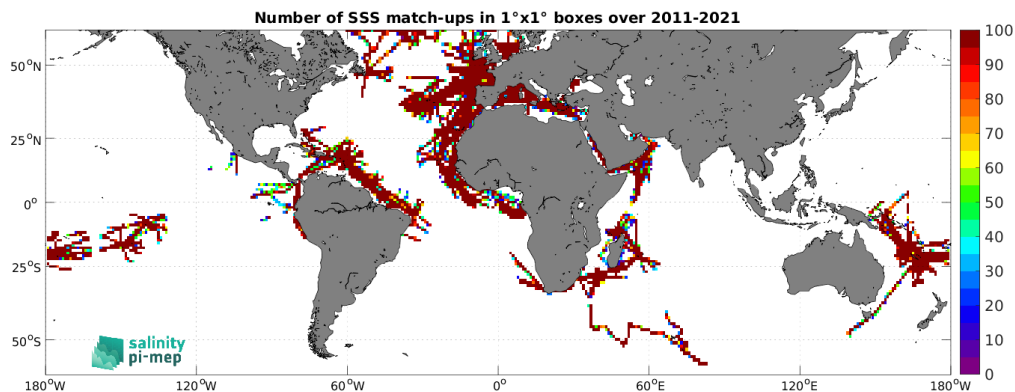 Number of SSS match-ups in 1°x1° boxes over 2011-2021
50°N
25°N
0°
25°S
50°S
180°W
120°W
60°W
0°
60°E
120°E
180°W
100
90
80
70
60
50
40
30
20
10
0
salinity
pi-mep